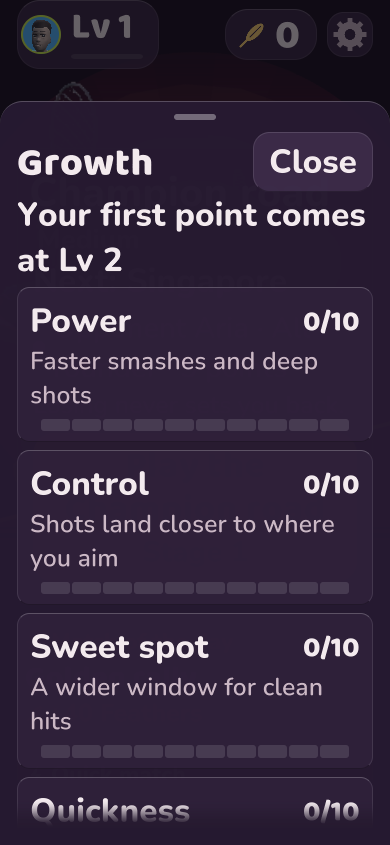 Lv 1
0
Growth
Close
Your first point comes
at Lv 2
Power
0/10
Faster smashes and deep
shots
Control
0/10
Shots land closer to where
you aim
Sweet spot
0/10
A wider window for clean
hits
Quickness
0/10